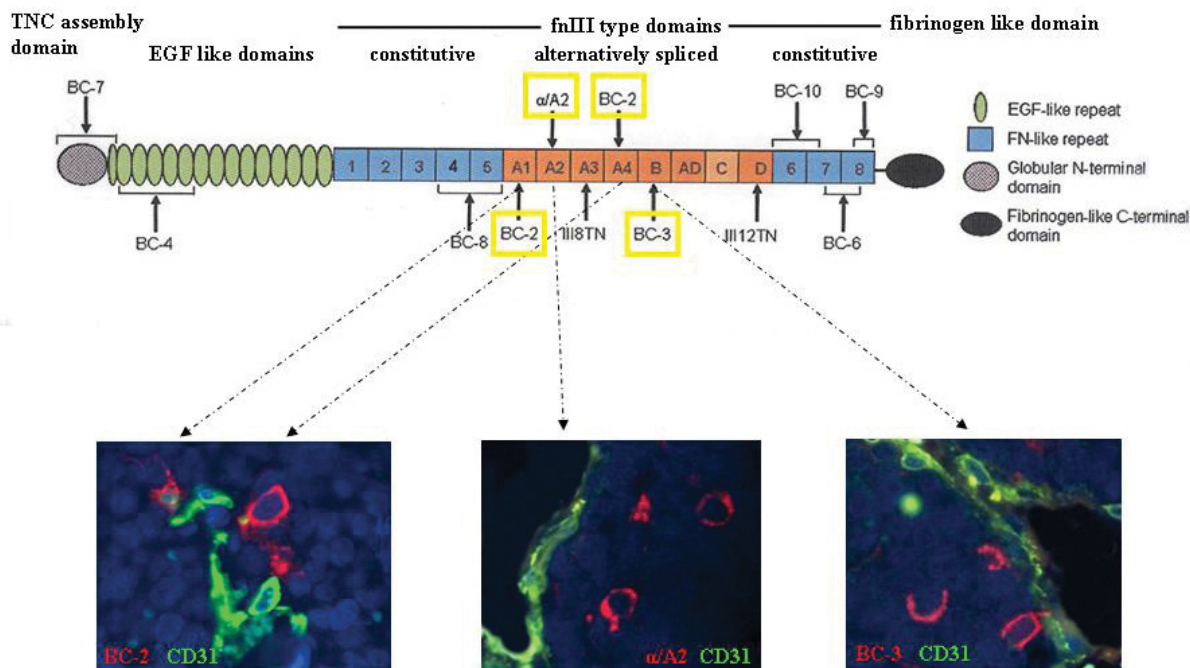 TNC assembly
domain
fnIII type domains
fibrinogen like domain
EGF like domains
constitutive
alternatively spliced
constitutive
BC-7
α/A2
BC-2
BC-10
BC-9
1 2 3 4 5 A1 A2 A3 A4 B AD C D 6 7 8
BC-4
BC-8
BC-2
III8TN
BC-3
III12TN
BC-6
EGF-like repeat
FN-like repeat
Globular N-terminal
domain
Fibrinogen-like C-terminal
domain
BC-2 CD31
α/A2 CD31
BC-3 CD31